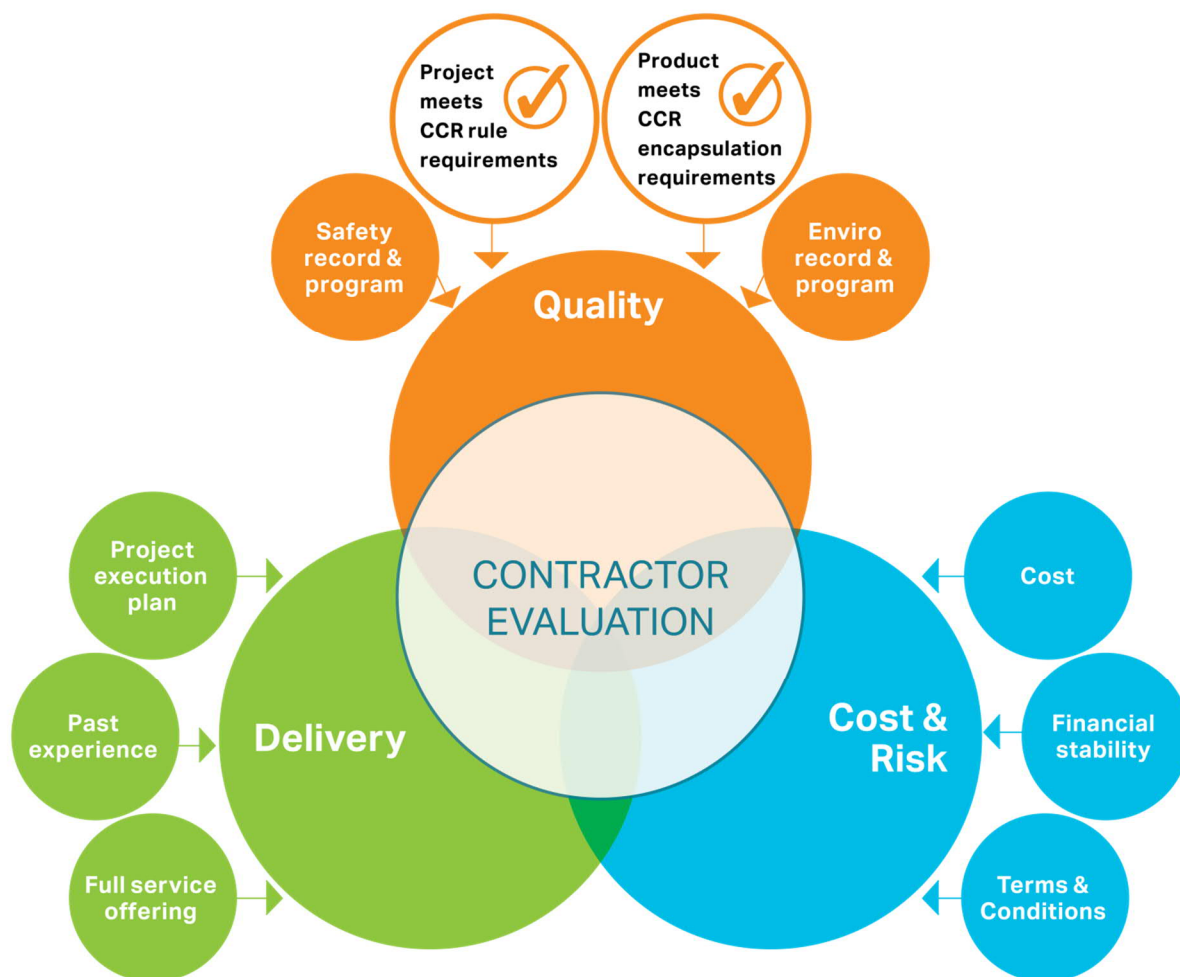 Project
meets
CCR rule
requirements
Product
meets
CCR
encapsulation
requirements
Safety
record &
program
Enviro
record &
program
Quality
Project
execution
plan
Past
experience
Full service
offering
Delivery
CONTRACTOR
EVALUATION
Cost &
Risk
Cost
Financial
stability
Terms &
Conditions